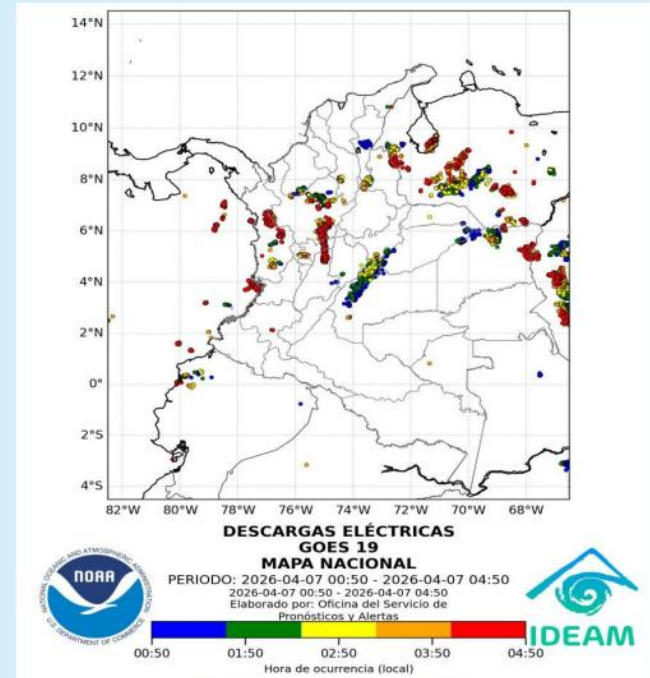 14°N
12°N
10°N
8°N
6°N
4°N
2°N
0°
2°S
4°S
82°W 80°W 78°W 76°W 74°W 72°W 70°W 68°W
DESCARGAS ELÉCTRICAS
GOES 19
MAPA NACIONAL
PERIODO: 2026-04-07 00:50 - 2026-04-07 04:50
2026-04-07 00:50 - 2026-04-07 04:50
Elaborado por: Oficina del Servicio de
Pronósticos y Alertas
NATIONAL OCEANIC AND ATMOSPHERIC ADMINISTRATION
NOAA
U.S. DEPARTMENT OF COMMERCE
IDEAM
00:50 01:50 02:50 03:50 04:50
Hora de ocurrencia (local)